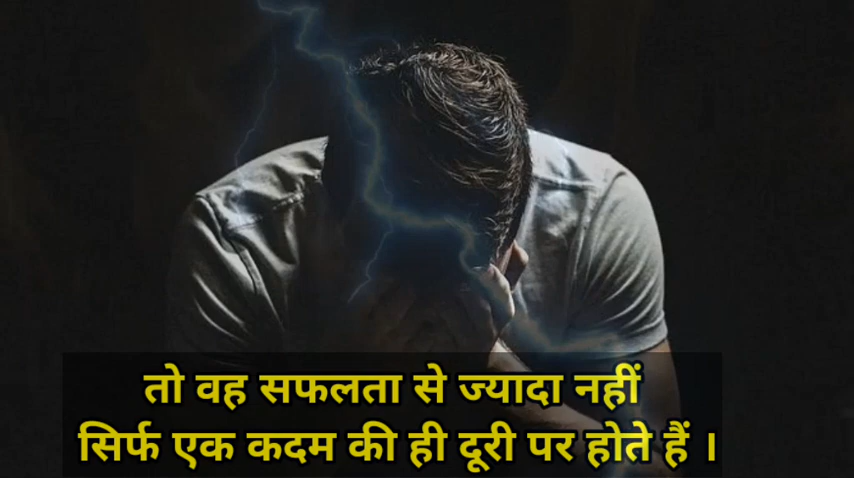 तो वह सफलता से ज्यादा नहीं
सिर्फ एक कदम की ही दूरी पर होते हैं ।